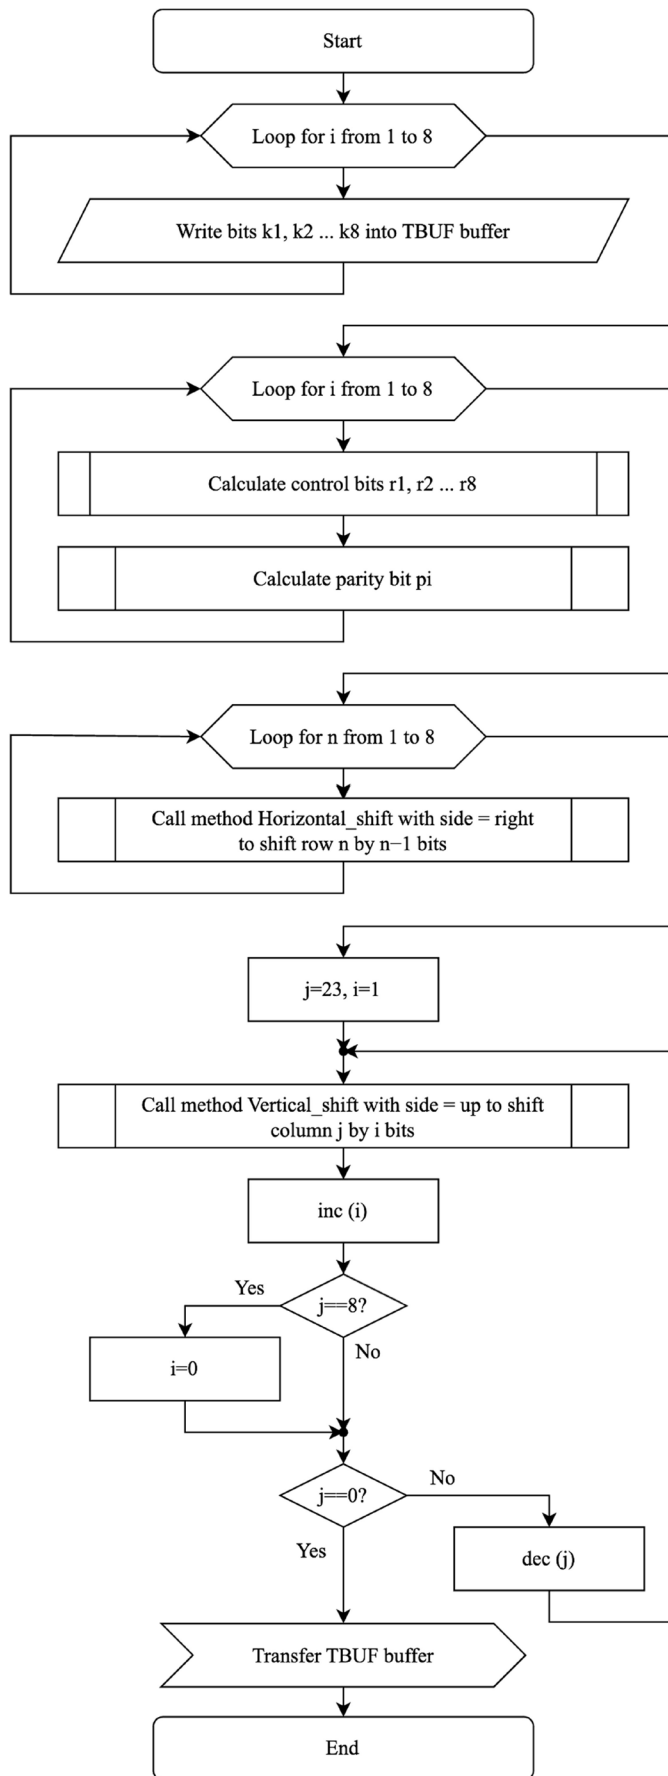 Start
Loop for i from 1 to 8
Write bits k1, k2 ... k8 into TBUF buffer
Loop for i from 1 to 8
Calculate control bits r1, r2 ... r8
Calculate parity bit pi
Loop for n from 1 to 8
Call method Horizontal_shift with side = right
to shift row n by n−1 bits
j=23, i=1
Call method Vertical_shift with side = up to shift
column j by i bits
inc (i)
Yes
j==8?
No
i=0
j==0?
No
Yes
dec (j)
Transfer TBUF buffer
End